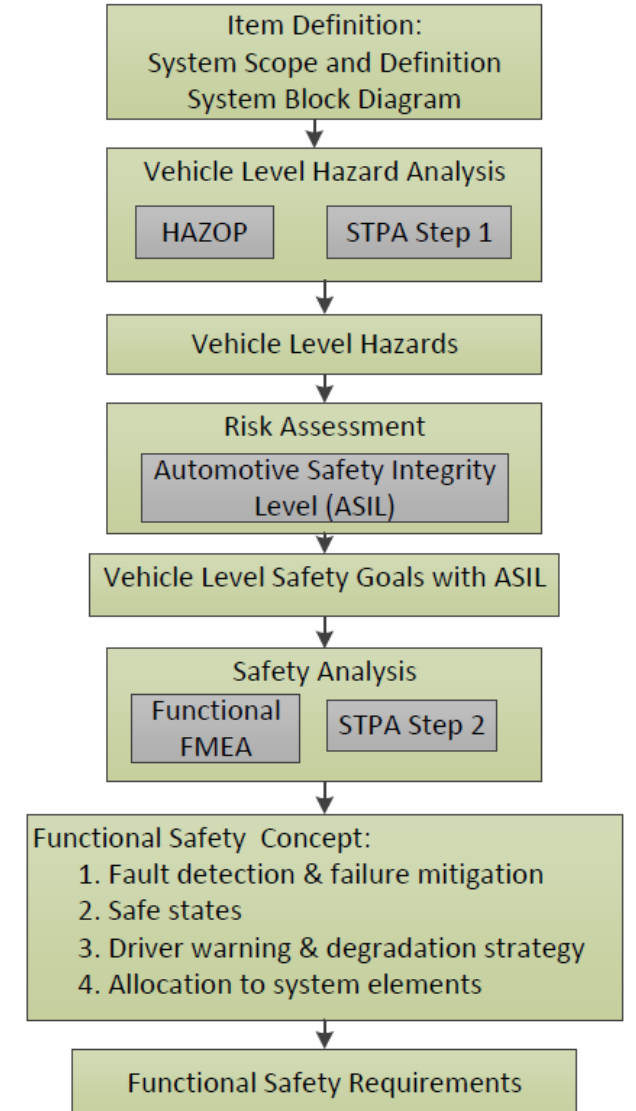 Item Definition:
System Scope and Definition
System Block Diagram
Vehicle Level Hazard Analysis
HAZOP
STPA Step 1
Vehicle Level Hazards
Risk Assessment
Automotive Safety Integrity
Level (ASIL)
Vehicle Level Safety Goals with ASIL
Safety Analysis
Functional
FMEA
STPA Step 2
Functional Safety Concept:
1. Fault detection & failure mitigation
2. Safe states
3. Driver warning & degradation strategy
4. Allocation to system elements
Functional Safety Requirements